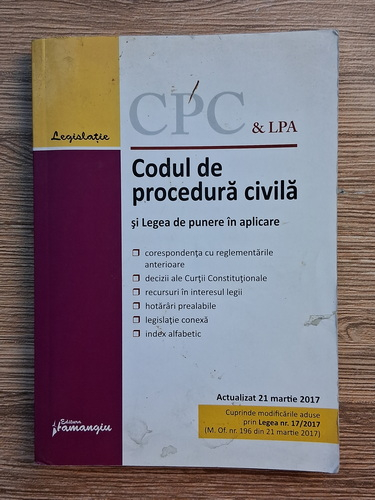 Legislație
CPC
& LPA
Codul de
procedură civilă
și Legea de punere în aplicare
corespondența cu reglementările
anterioare
decizii ale Curții Constituționale
recursuri în interesul legii
hotărâri prealabile
legislație conexă
index alfabetic
Actualizat 21 martie 2017
Cuprinde modificările aduse
prin Legea nr. 17/2017
(M. Of. nr. 196 din 21 martie 2017)
Editura
hamangiu